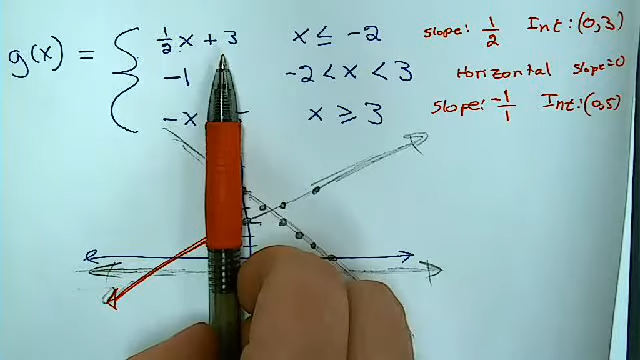 g(x) = { ½x + 3 x ≤ -2 slope: 1/2 Int: (0,3)
-1 -2 < x < 3 Horizontal slope=0
-x x ≥ 3 slope: -1/1 Int: (0,5)